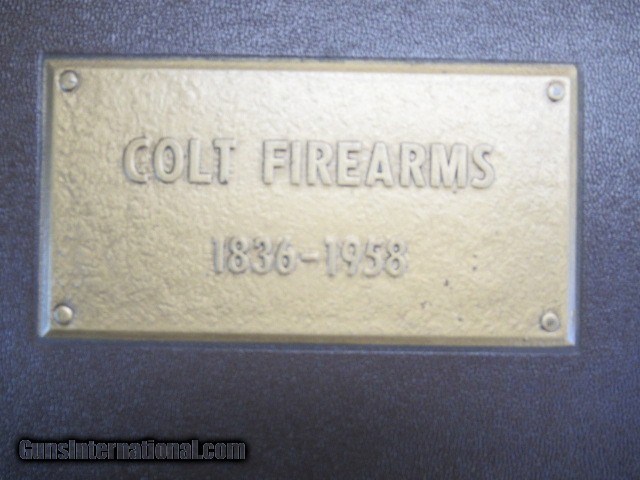 COLT FIREARMS
1836-1958
GunsInternational.com